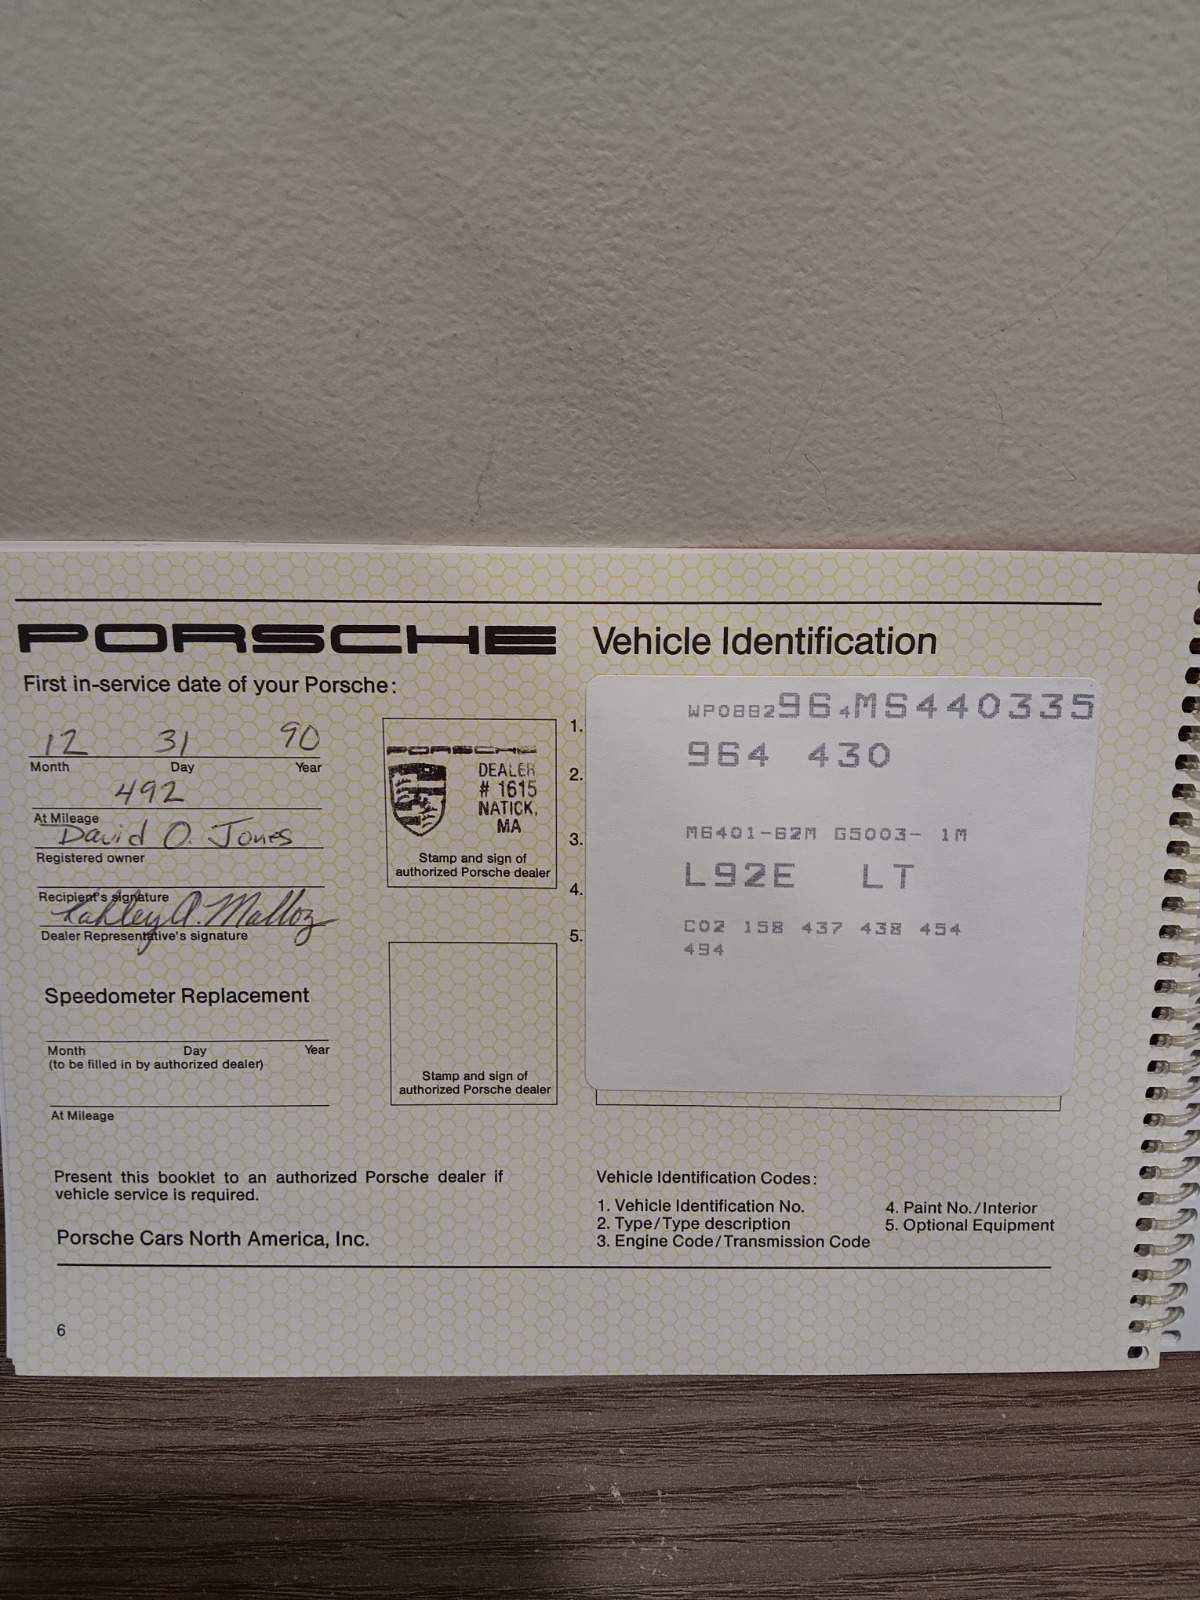 PORSCHE Vehicle Identification
First in-service date of your Porsche:
12 31 90
Month Day Year
492
At Mileage
David O. Jones
Registered owner
Recipient's signature
Dealer Representative's signature
PORSCHE
DEALER
# 1615
NATICK,
MA
Stamp and sign of
authorized Porsche dealer
Speedometer Replacement
Month Day Year
(to be filled in by authorized dealer)
At Mileage
Stamp and sign of
authorized Porsche dealer
1. WP0BB2964MS440335
2. 964 430
3. M6401-62M G5003- 1M
4. L92E LT
5. C02 158 437 438 454
494
Present this booklet to an authorized Porsche dealer if
vehicle service is required.
Porsche Cars North America, Inc.
Vehicle Identification Codes:
1. Vehicle Identification No.
2. Type/Type description
3. Engine Code/Transmission Code
4. Paint No./Interior
5. Optional Equipment
6